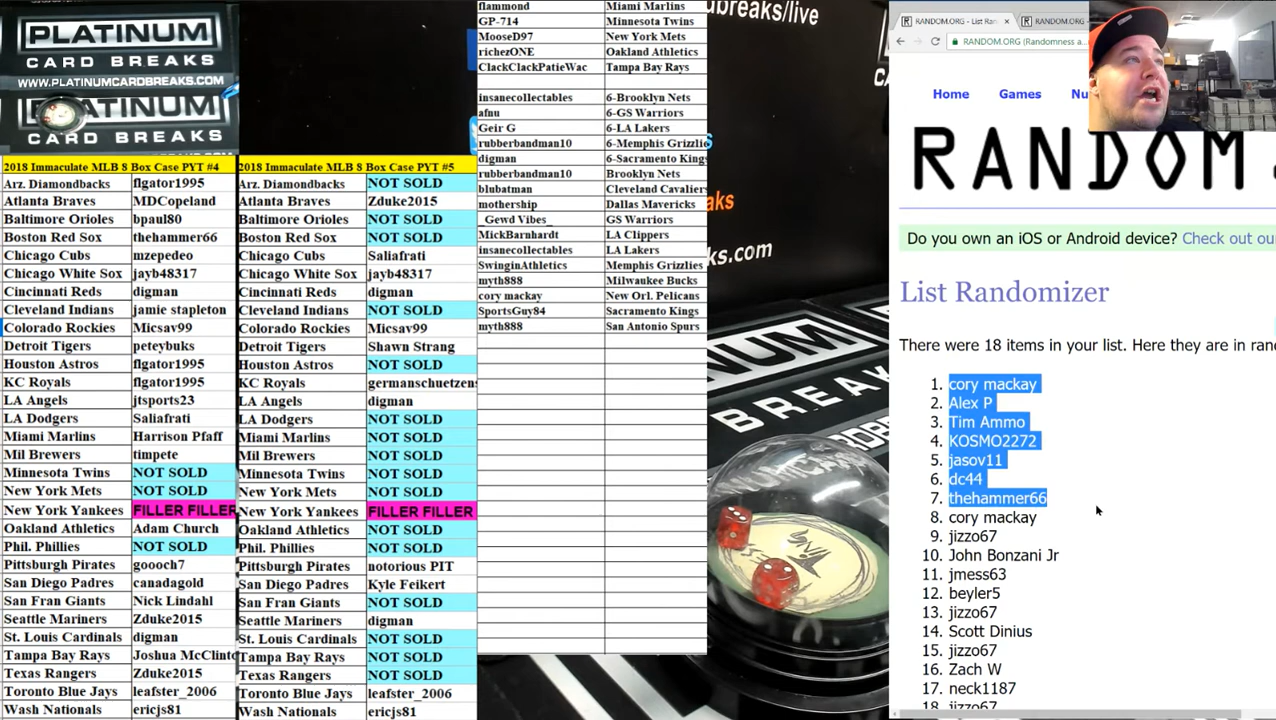 PLATINUM
CARD BREAKS
WWW.PLATINUMCARDBREAKS.COM
PLATINUM
CARD BREAKS
2018 Immaculate MLB 8 Box Case PYT #4
Arz. Diamondbacks flgator1995
Atlanta Braves MDCopeland
Baltimore Orioles bpaul80
Boston Red Sox thehammer66
Chicago Cubs mzepedeo
Chicago White Sox jayb48317
Cincinnati Reds digman
Cleveland Indians jamie stapleton
Colorado Rockies Micsav99
Detroit Tigers peteybuks
Houston Astros flgator1995
KC Royals flgator1995
LA Angels jtsports23
LA Dodgers Saliafrati
Miami Marlins Harrison Pfaff
Mil Brewers timpete
Minnesota Twins NOT SOLD
New York Mets NOT SOLD
New York Yankees FILLER FILLER
Oakland Athletics Adam Church
Phil. Phillies NOT SOLD
Pittsburgh Pirates goooch7
San Diego Padres canadagold
San Fran Giants Nick Lindahl
Seattle Mariners Zduke2015
St. Louis Cardinals digman
Tampa Bay Rays Joshua McClinto
Texas Rangers Zduke2015
Toronto Blue Jays leafster_2006
Wash Nationals ericjs81
2018 Immaculate MLB 8 Box Case PYT #5
Arz. Diamondbacks NOT SOLD
Atlanta Braves Zduke2015
Baltimore Orioles NOT SOLD
Boston Red Sox NOT SOLD
Chicago Cubs Saliafrati
Chicago White Sox jayb48317
Cincinnati Reds digman
Cleveland Indians NOT SOLD
Colorado Rockies Micsav99
Detroit Tigers Shawn Strang
Houston Astros NOT SOLD
KC Royals germanschuetzens
LA Angels digman
LA Dodgers NOT SOLD
Miami Marlins NOT SOLD
Mil Brewers NOT SOLD
Minnesota Twins NOT SOLD
New York Mets NOT SOLD
New York Yankees FILLER FILLER
Oakland Athletics NOT SOLD
Phil. Phillies NOT SOLD
Pittsburgh Pirates notorious PIT
San Diego Padres Kyle Feikert
San Fran Giants NOT SOLD
Seattle Mariners digman
St. Louis Cardinals NOT SOLD
Tampa Bay Rays NOT SOLD
Texas Rangers NOT SOLD
Toronto Blue Jays leafster_2006
Wash Nationals ericjs81
flammond Miami Marlins
GP-714 Minnesota Twins
MooseD97 New York Mets
richezONE Oakland Athletics
ClackClackPatieWac Tampa Bay Rays
insanecollectables 6-Brooklyn Nets
afnu 6-GS Warriors
Geir G 6-LA Lakers
rubberbandman10 6-Memphis Grizzlie
digman 6-Sacramento Kings
rubberbandman10 Brooklyn Nets
blubatman Cleveland Cavaliers
mothership Dallas Mavericks
_Gewd Vibes_ GS Warriors
MickBarnhardt LA Clippers
insanecollectables LA Lakers
SwinginAthletics Memphis Grizzlies
myth888 Milwaukee Bucks
cory mackay New Orl. Pelicans
SportsGuy84 Sacramento Kings
myth888 San Antonio Spurs
ubreaks/live
aks
ks.com
BREA
RANDOM.ORG - List Ran
RANDOM.ORG
RANDOM.ORG (Randomness a...
Home Games Nu
RANDOM
Do you own an iOS or Android device? Check out ou
List Randomizer
There were 18 items in your list. Here they are in ran
1. cory mackay
2. Alex P
3. Tim Ammo
4. KOSMO2272
5. jasov11
6. dc44
7. thehammer66
8. cory mackay
9. jizzo67
10. John Bonzani Jr
11. jmess63
12. beyler5
13. jizzo67
14. Scott Dinius
15. jizzo67
16. Zach W
17. neck1187
18. jizzo67